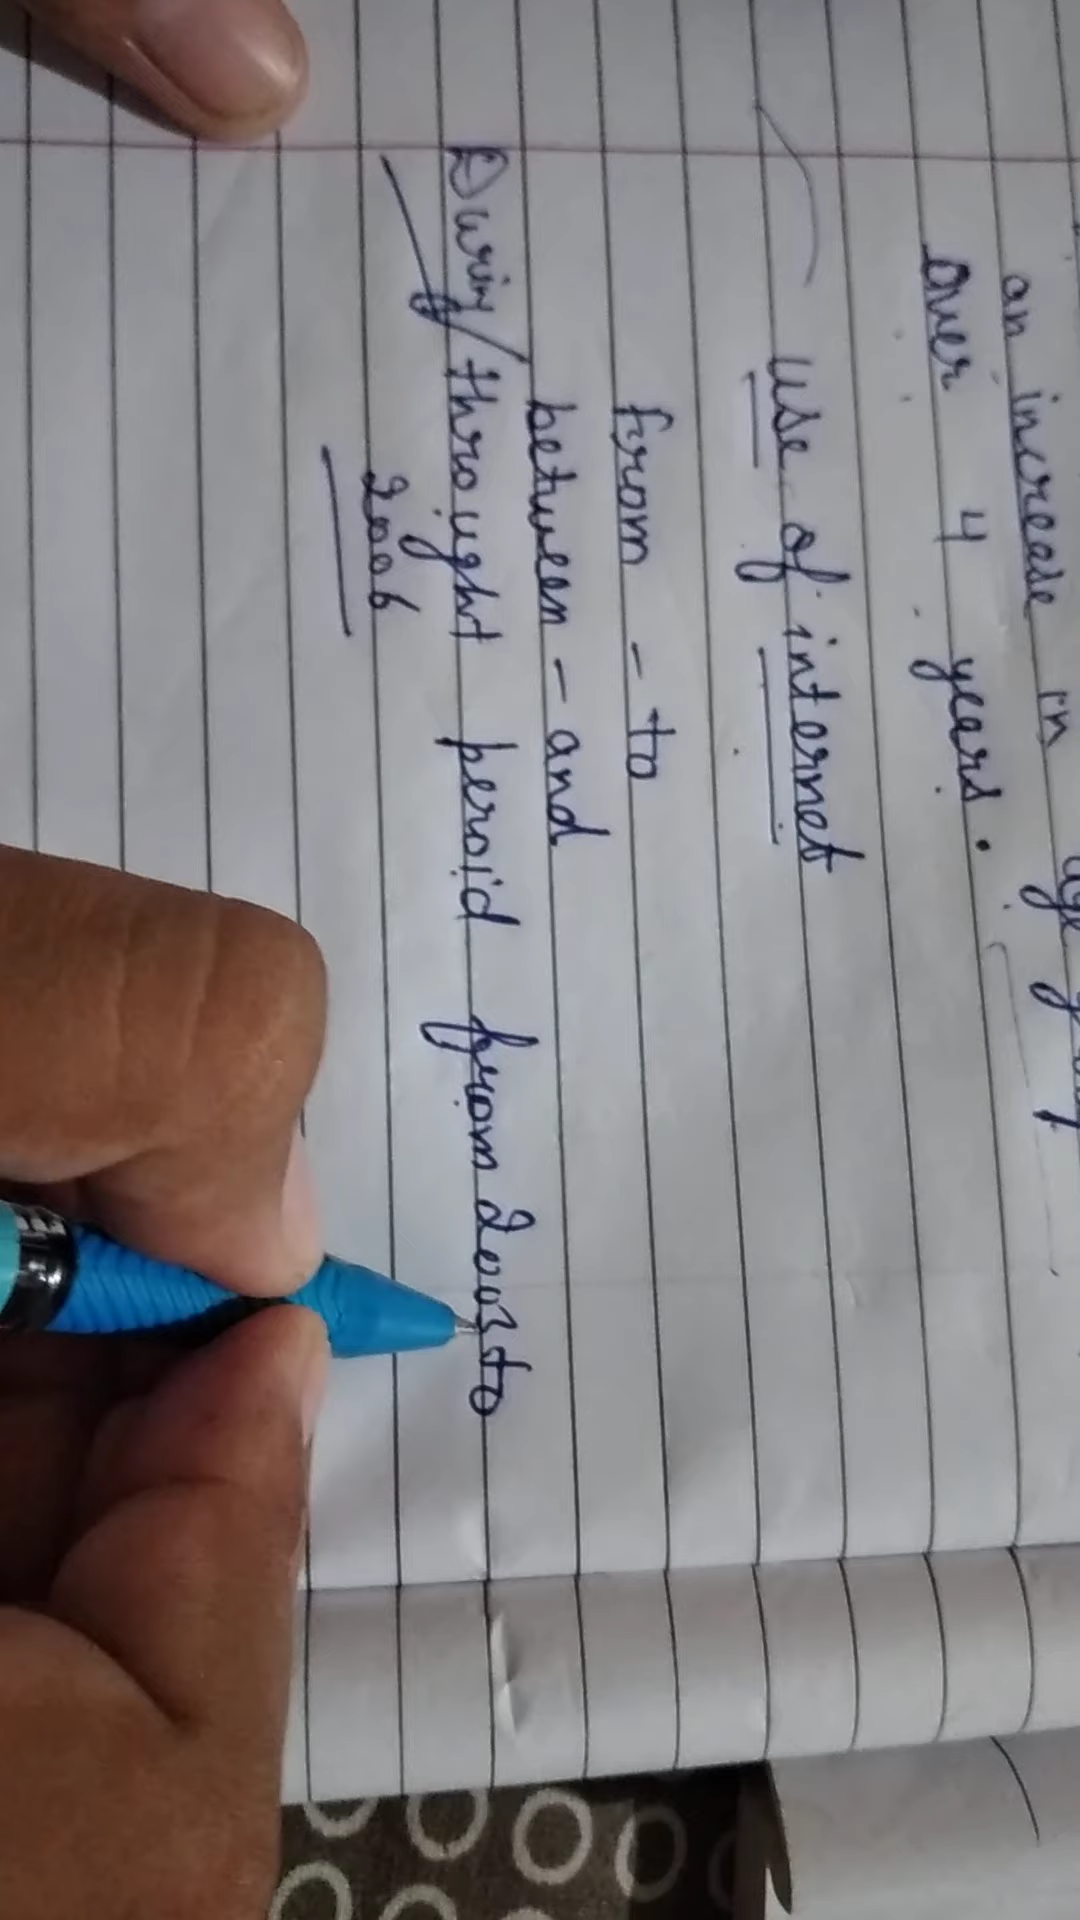 an increase in age
over 4 years.
use of internet
from - to
between - and
During/throught peroid from 2003 to
2006